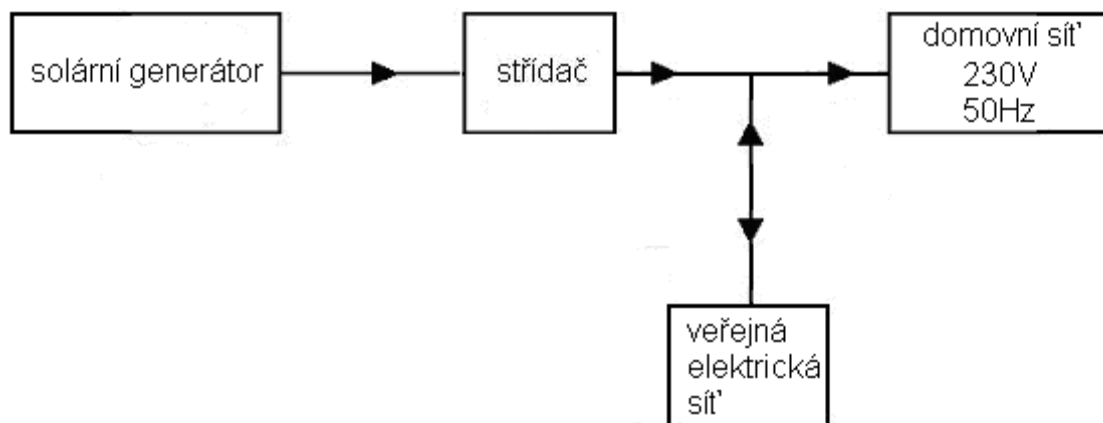 solární generátor
střídač
domovní síť
230V
50Hz
veřejná
elektrická
síť